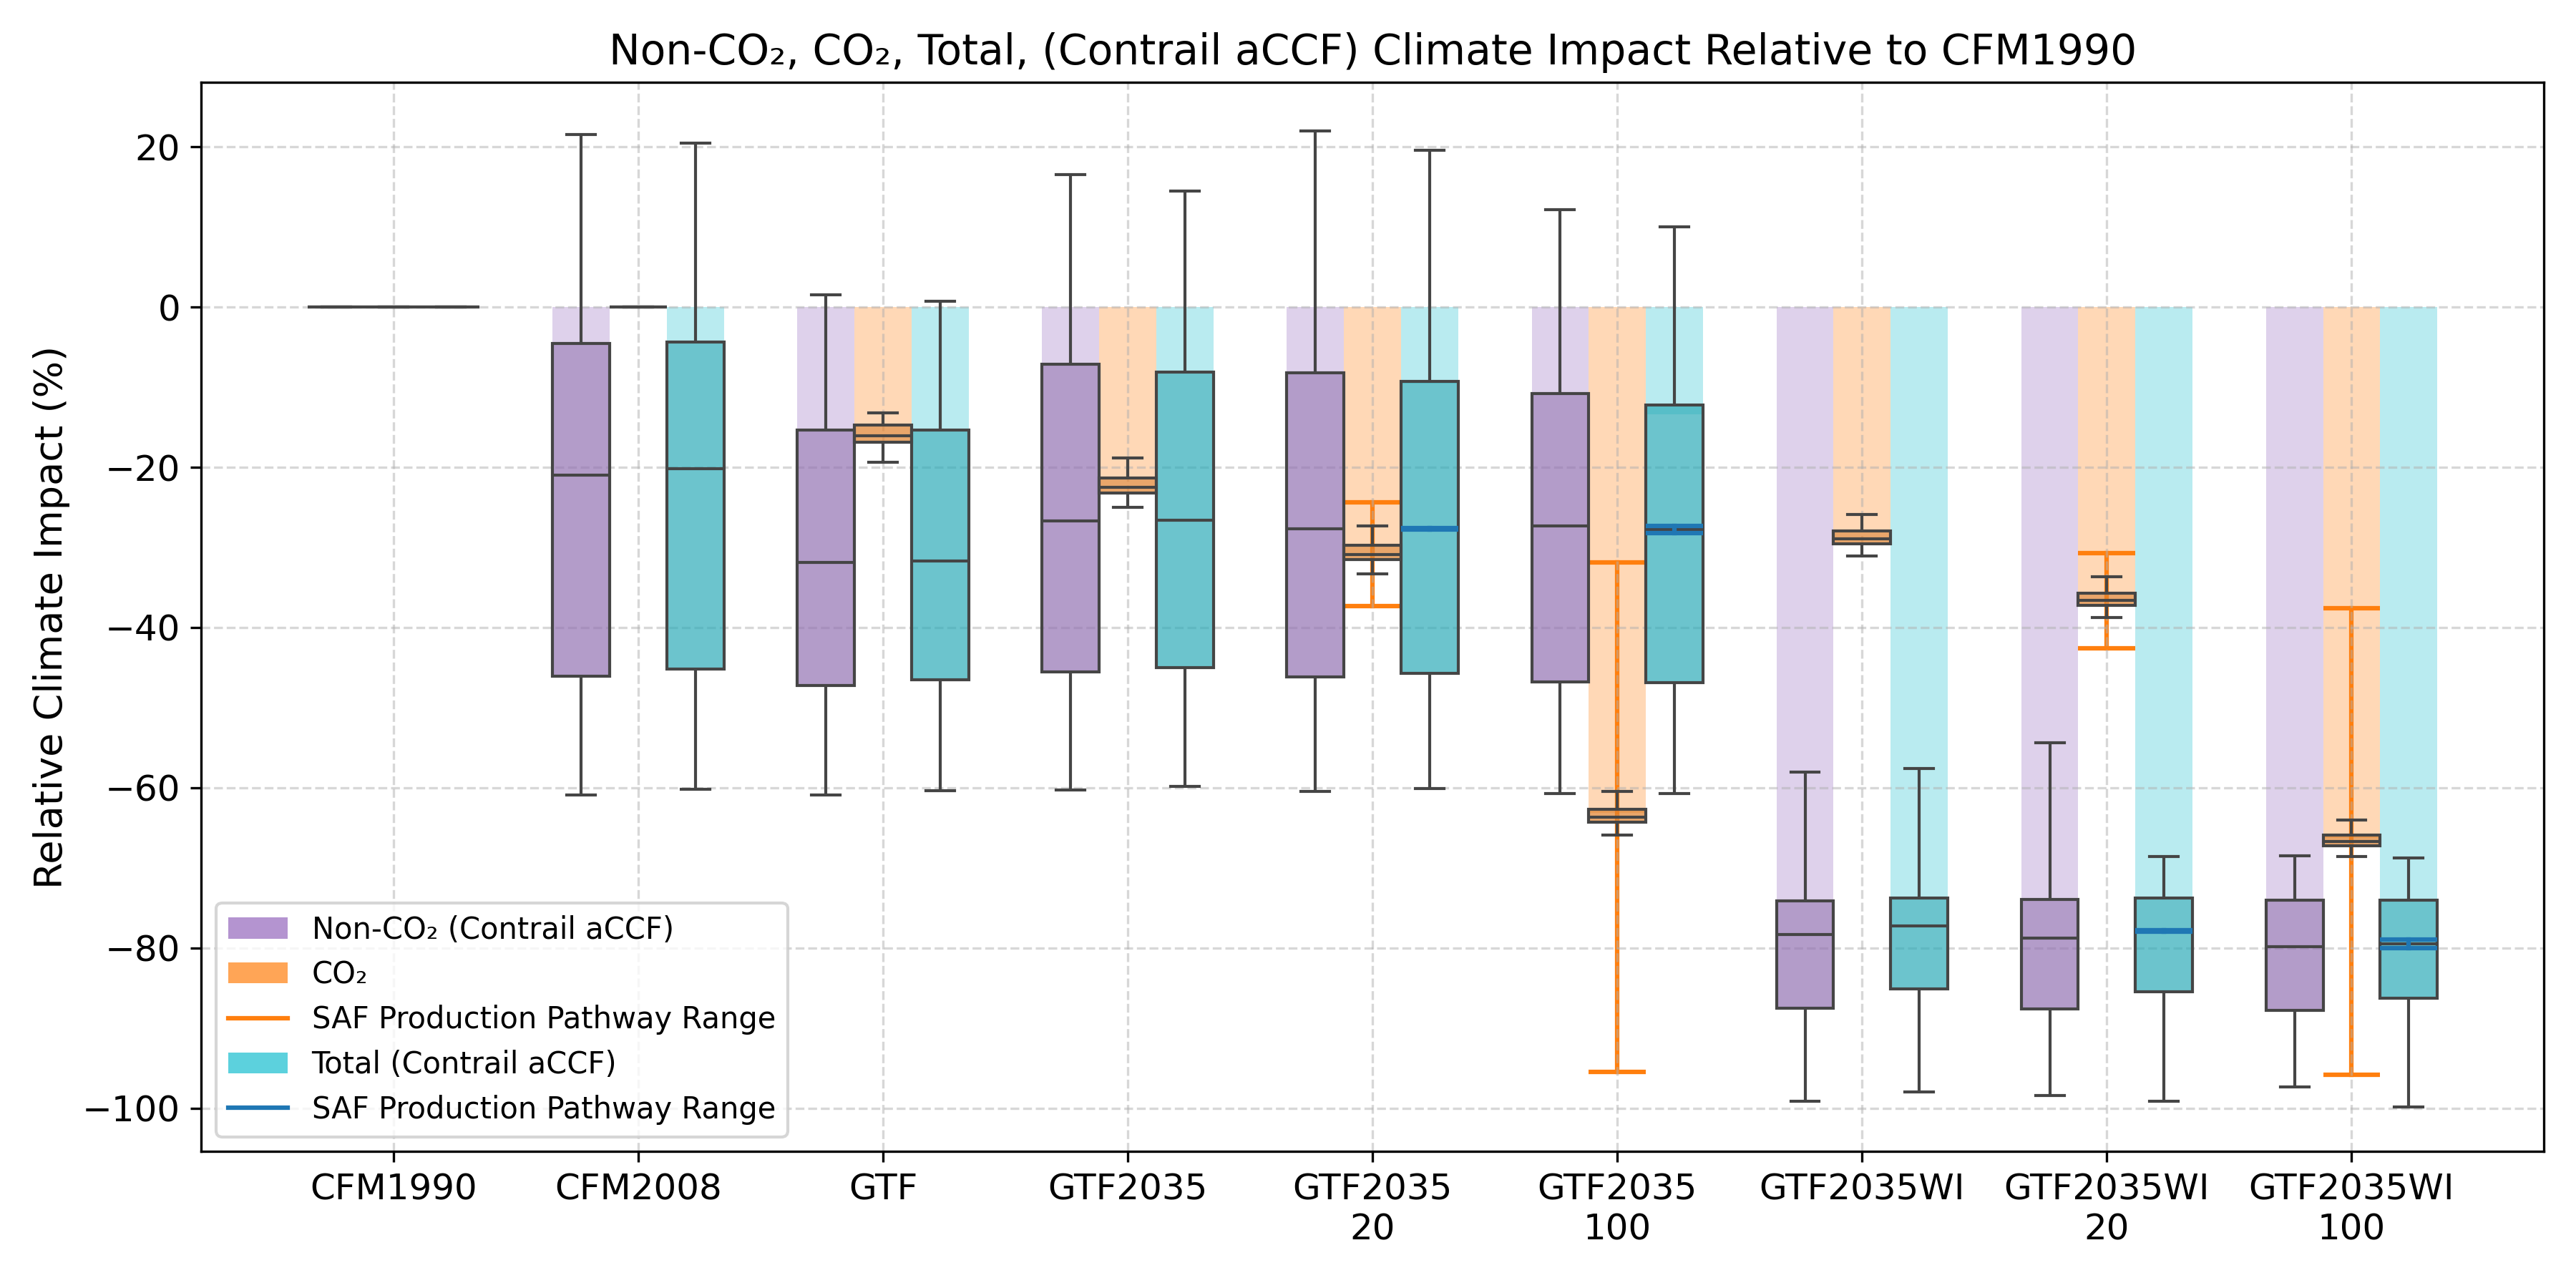 Non-CO₂, CO₂, Total, (Contrail aCCF) Climate Impact Relative to CFM1990
Relative Climate Impact (%)
20
0
−20
−40
−60
−80
−100
Non-CO₂ (Contrail aCCF)
CO₂
SAF Production Pathway Range
Total (Contrail aCCF)
SAF Production Pathway Range
CFM1990
CFM2008
GTF
GTF2035
GTF2035
20
GTF2035
100
GTF2035WI
GTF2035WI
20
GTF2035WI
100